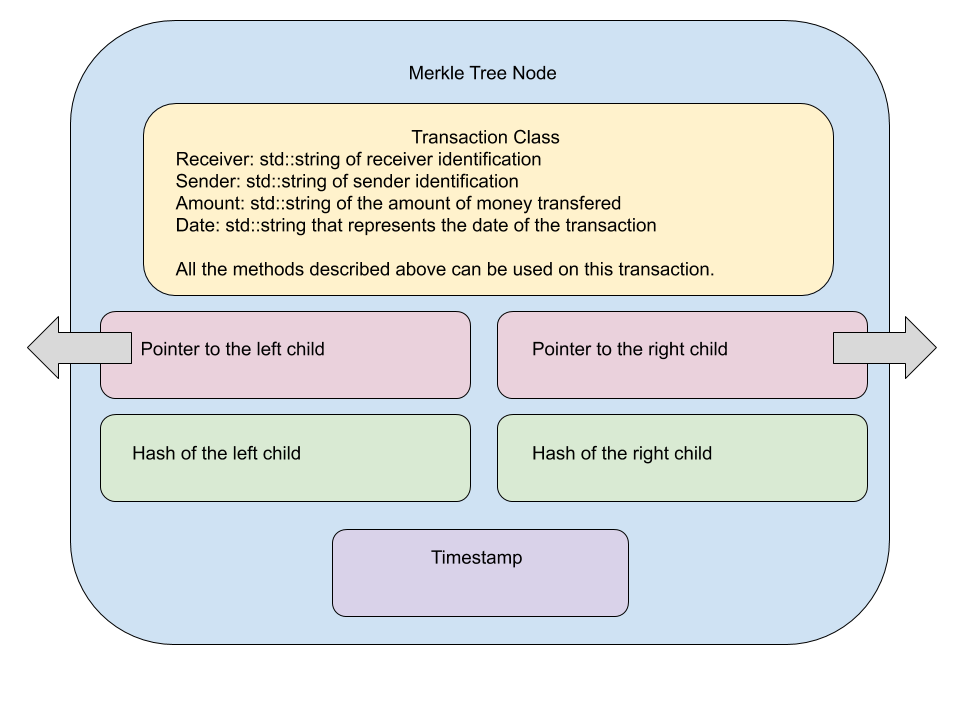 Merkle Tree Node
Transaction Class
Receiver: std::string of receiver identification
Sender: std::string of sender identification
Amount: std::string of the amount of money transfered
Date: std::string that represents the date of the transaction
All the methods described above can be used on this transaction.
Pointer to the left child
Pointer to the right child
Hash of the left child
Hash of the right child
Timestamp